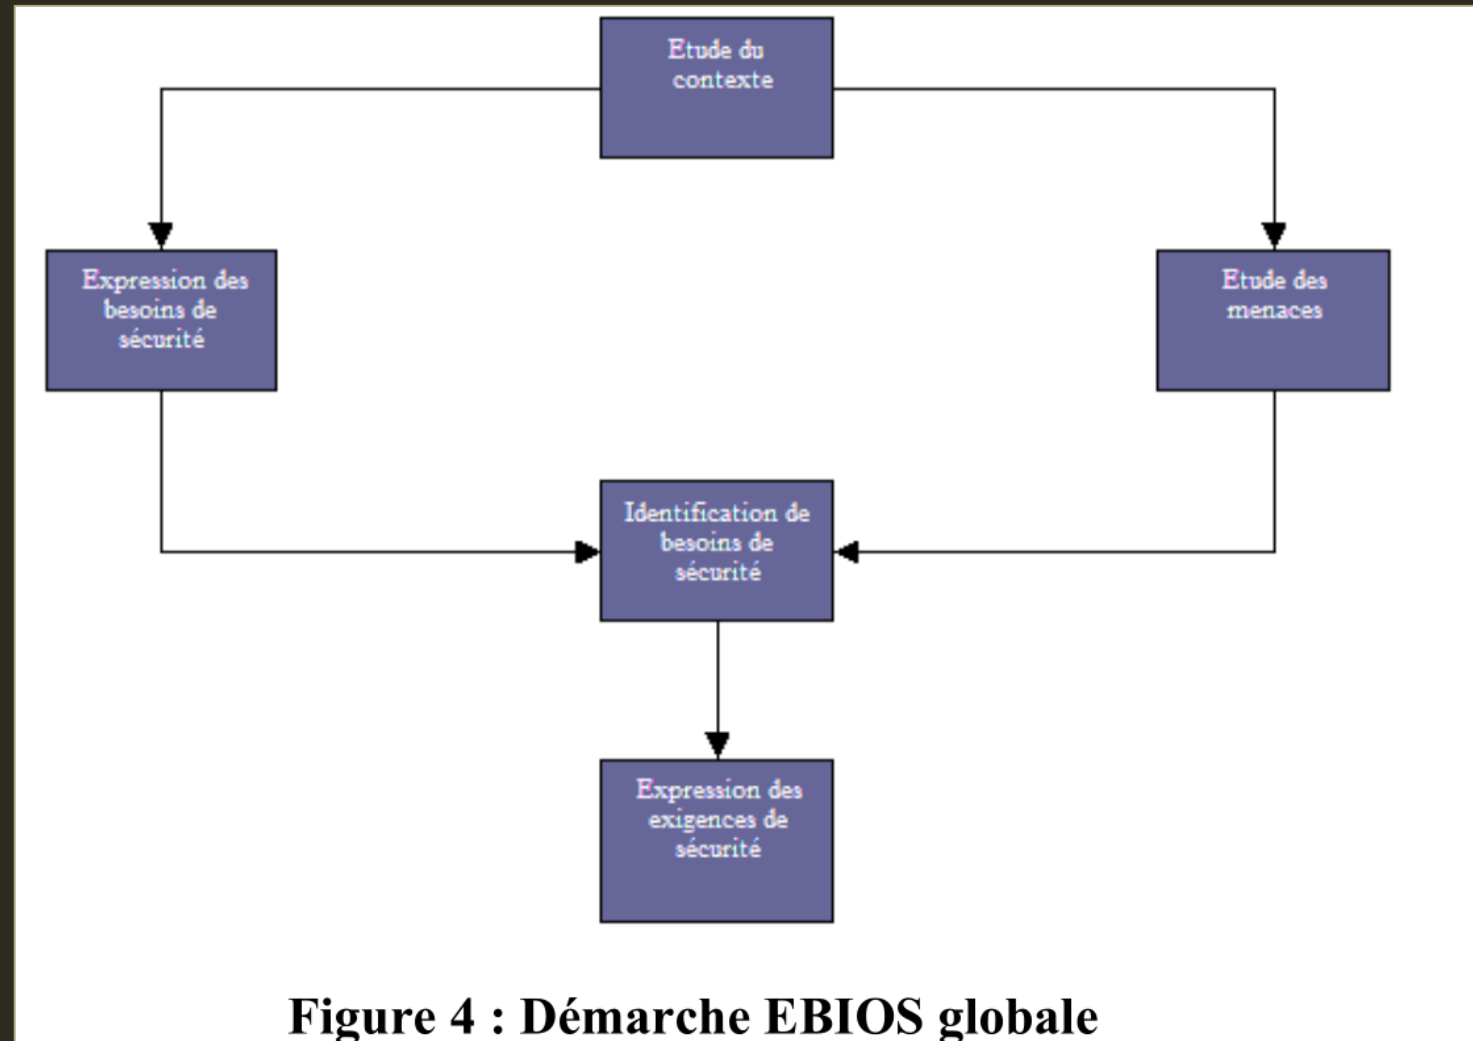 Etude du
contexte
Expression des
besoins de
sécurité
Etude des
menaces
Identification de
besoins de
sécurité
Expression des
exigences de
sécurité
Figure 4 : Démarche EBIOS globale